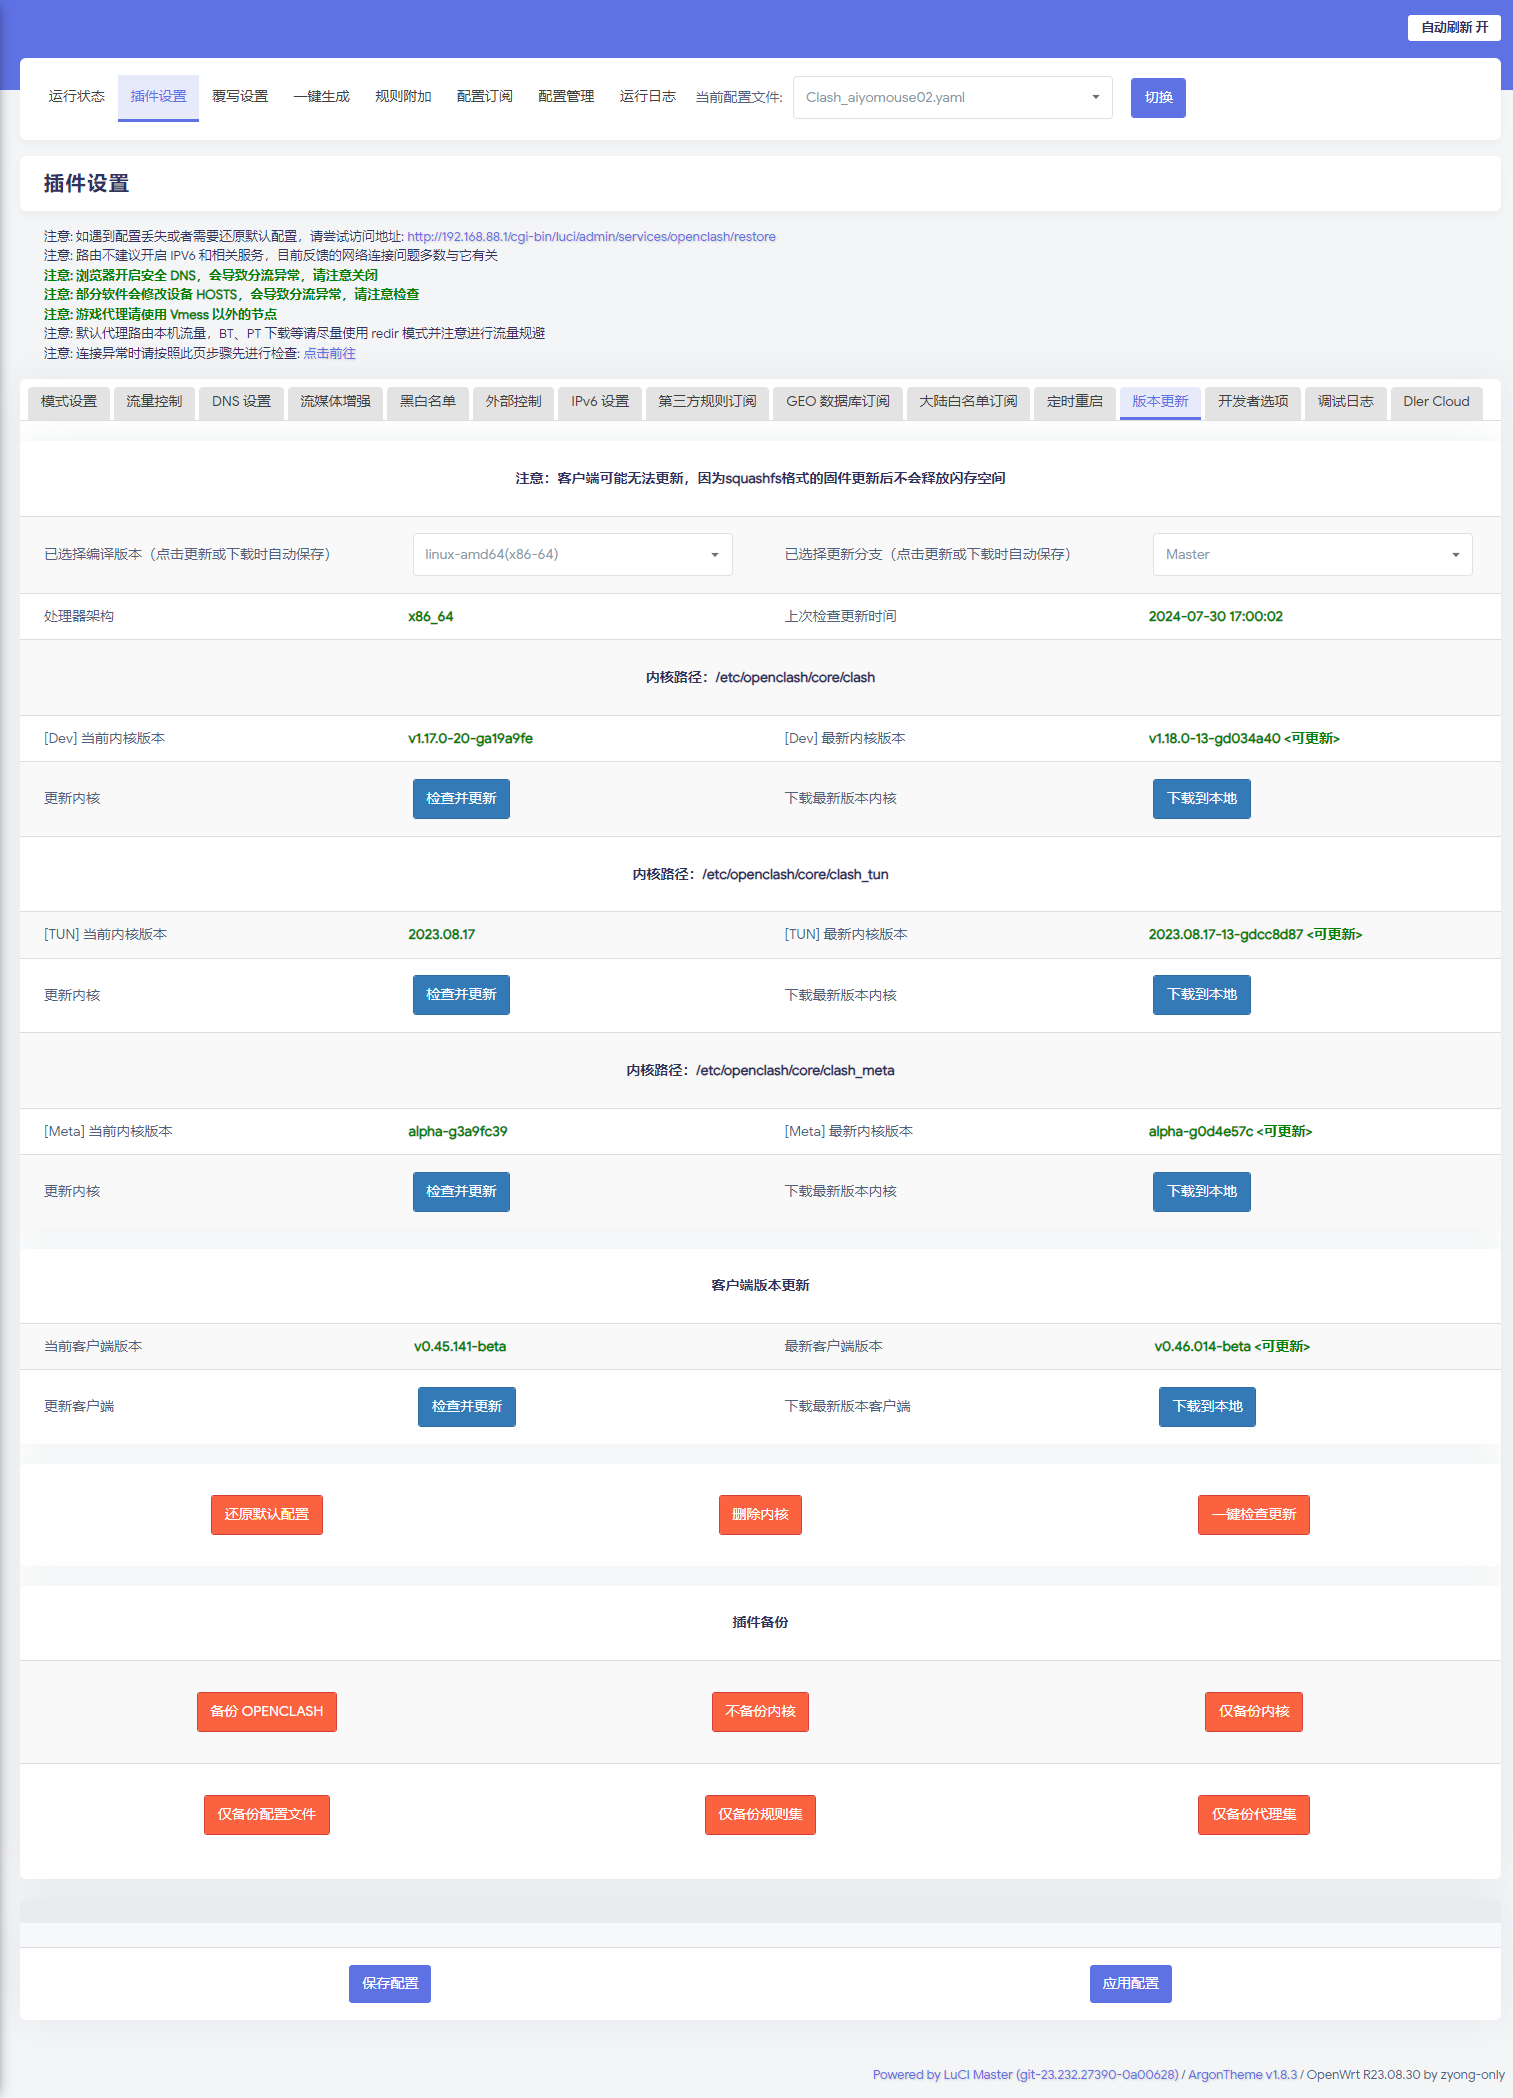 自动刷新 开
运行状态 插件设置 覆写设置 一键生成 规则附加 配置订阅 配置管理 运行日志 当前配置文件: Clash_aiyomouse02.yaml 切换
插件设置
注意: 如遇到配置丢失或者需要还原默认配置，请尝试访问地址: http://192.168.88.1/cgi-bin/luci/admin/services/openclash/restore
注意: 路由不建议开启 IPV6 和相关服务，目前反馈的网络连接问题多数与它有关
注意: 浏览器开启安全 DNS，会导致分流异常，请注意关闭
注意: 部分软件会修改设备 HOSTS，会导致分流异常，请注意检查
注意: 游戏代理请使用 Vmess 以外的节点
注意: 默认代理路由本机流量，BT、PT 下载等请尽量使用 redir 模式并注意进行流量规避
注意: 连接异常时请按照此页步骤先进行检查: 点击前往
模式设置 流量控制 DNS 设置 流媒体增强 黑白名单 外部控制 IPv6 设置 第三方规则订阅 GEO 数据库订阅 大陆白名单订阅 定时重启 版本更新 开发者选项 调试日志 Dler Cloud
注意：客户端可能无法更新，因为squashfs格式的固件更新后不会释放闪存空间
已选择编译版本（点击更新或下载时自动保存） linux-amd64(x86-64) 已选择更新分支（点击更新或下载时自动保存） Master
处理器架构 x86_64 上次检查更新时间 2024-07-30 17:00:02
内核路径：/etc/openclash/core/clash
[Dev] 当前内核版本 v1.17.0-20-ga19a9fe [Dev] 最新内核版本 v1.18.0-13-gd034a40 <可更新>
更新内核 检查并更新 下载最新版本内核 下载到本地
内核路径：/etc/openclash/core/clash_tun
[TUN] 当前内核版本 2023.08.17 [TUN] 最新内核版本 2023.08.17-13-gdcc8d87 <可更新>
更新内核 检查并更新 下载最新版本内核 下载到本地
内核路径：/etc/openclash/core/clash_meta
[Meta] 当前内核版本 alpha-g3a9fc39 [Meta] 最新内核版本 alpha-g0d4e57c <可更新>
更新内核 检查并更新 下载最新版本内核 下载到本地
客户端版本更新
当前客户端版本 v0.45.141-beta 最新客户端版本 v0.46.014-beta <可更新>
更新客户端 检查并更新 下载最新版本客户端 下载到本地
还原默认配置 删除内核 一键检查更新
插件备份
备份 OPENCLASH 不备份内核 仅备份内核
仅备份配置文件 仅备份规则集 仅备份代理集
保存配置 应用配置
Powered by LuCI Master (git-23.232.27390-0a00628) / ArgonTheme v1.8.3 / OpenWrt R23.08.30 by zyong-only